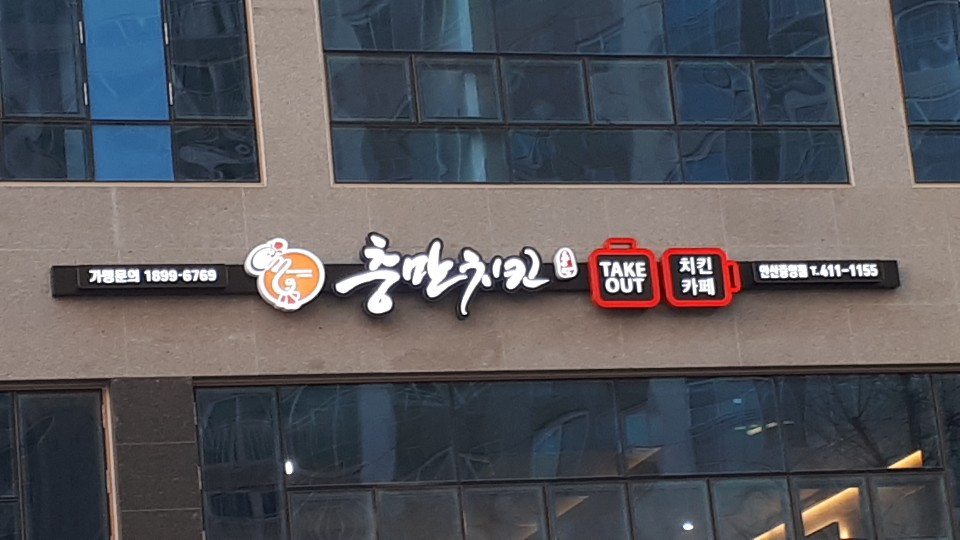 가맹문의 1899-6769
충만치킨
TAKE
OUT
치킨
카페
안산중앙점 T.411-1155